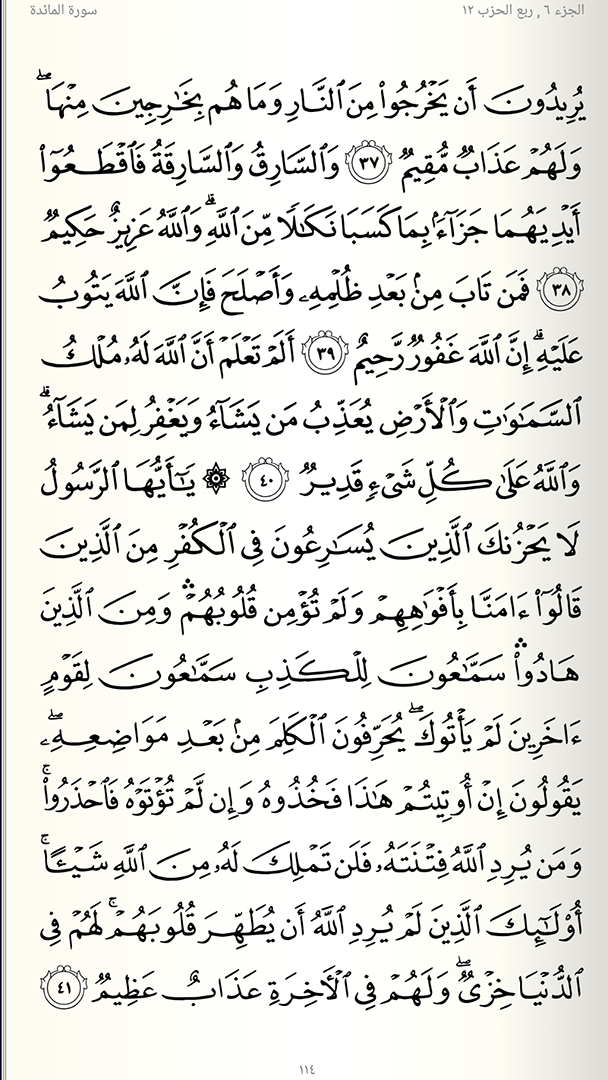 الجزء ٦ , ربع الحزب ١٢
سورة المائدة
يُرِيدُونَ أَن يَخْرُجُوا۟ مِنَ ٱلنَّارِ وَمَا هُم بِخَٰرِجِينَ مِنْهَاۖ
وَلَهُمْ عَذَابٌ مُّقِيمٌ ٣٧ وَٱلسَّارِقُ وَٱلسَّارِقَةُ فَٱقْطَعُوٓا۟
أَيْدِيَهُمَا جَزَآءًۢ بِمَا كَسَبَا نَكَٰلًا مِّنَ ٱللَّهِۗ وَٱللَّهُ عَزِيزٌ حَكِيمٌ
٣٨ فَمَن تَابَ مِنۢ بَعْدِ ظُلْمِهِۦ وَأَصْلَحَ فَإِنَّ ٱللَّهَ يَتُوبُ
عَلَيْهِۗ إِنَّ ٱللَّهَ غَفُورٌ رَّحِيمٌ ٣٩ أَلَمْ تَعْلَمْ أَنَّ ٱللَّهَ لَهُۥ مُلْكُ
ٱلسَّمَٰوَٰتِ وَٱلْأَرْضِ يُعَذِّبُ مَن يَشَآءُ وَيَغْفِرُ لِمَن يَشَآءُۗ
وَٱللَّهُ عَلَىٰ كُلِّ شَىْءٍ قَدِيرٌ ٤٠ ۞ يَٰٓأَيُّهَا ٱلرَّسُولُ
لَا يَحْزُنكَ ٱلَّذِينَ يُسَٰرِعُونَ فِى ٱلْكُفْرِ مِنَ ٱلَّذِينَ
قَالُوٓا۟ ءَامَنَّا بِأَفْوَٰهِهِمْ وَلَمْ تُؤْمِن قُلُوبُهُمْۛ وَمِنَ ٱلَّذِينَ
هَادُوا۟ۛ سَمَّٰعُونَ لِلْكَذِبِ سَمَّٰعُونَ لِقَوْمٍ
ءَاخَرِينَ لَمْ يَأْتُوكَۖ يُحَرِّفُونَ ٱلْكَلِمَ مِنۢ بَعْدِ مَوَاضِعِهِۦۖ
يَقُولُونَ إِنْ أُوتِيتُمْ هَٰذَا فَخُذُوهُ وَإِن لَّمْ تُؤْتَوْهُ فَٱحْذَرُوا۟ۚ
وَمَن يُرِدِ ٱللَّهُ فِتْنَتَهُۥ فَلَن تَمْلِكَ لَهُۥ مِنَ ٱللَّهِ شَيْـًٔاۚ
أُو۟لَٰٓئِكَ ٱلَّذِينَ لَمْ يُرِدِ ٱللَّهُ أَن يُطَهِّرَ قُلُوبَهُمْۚ لَهُمْ فِى
ٱلدُّنْيَا خِزْىٌۖ وَلَهُمْ فِى ٱلْءَاخِرَةِ عَذَابٌ عَظِيمٌ ٤١
١١٤